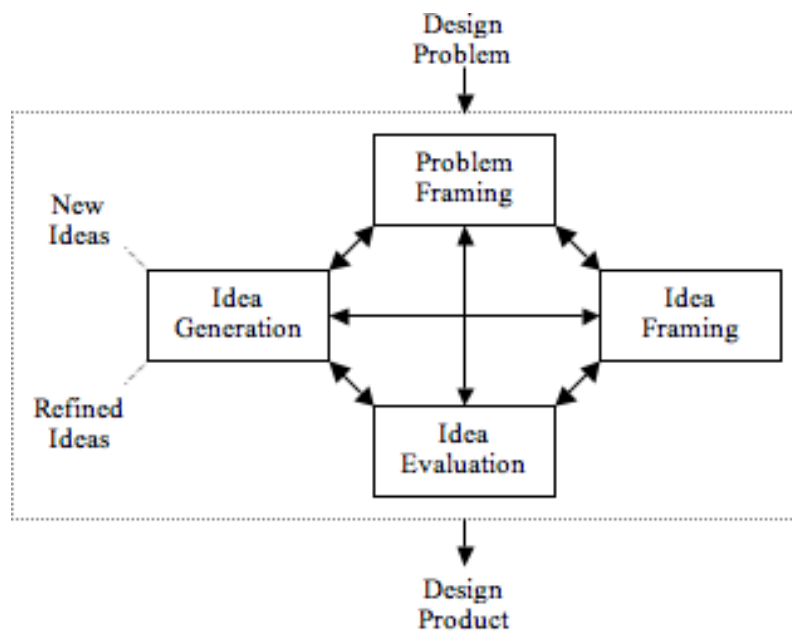 Design
Problem
Problem
Framing
New
Ideas
Idea
Generation
Idea
Framing
Refined
Ideas
Idea
Evaluation
Design
Product